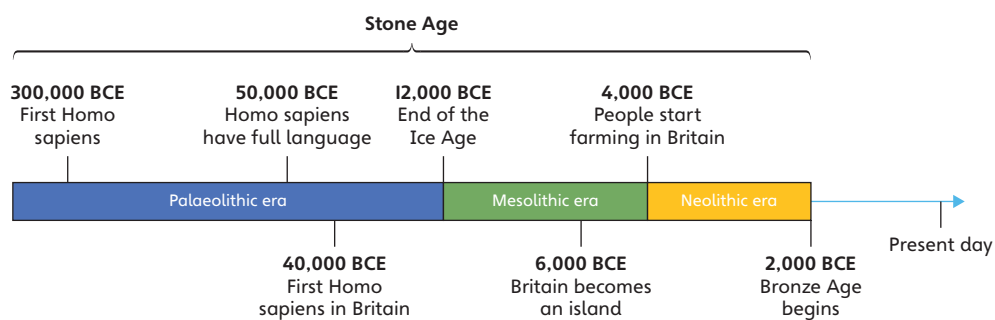 Stone Age
300,000 BCE
First Homo
sapiens
50,000 BCE
Homo sapiens
have full language
12,000 BCE
End of the
Ice Age
4,000 BCE
People start
farming in Britain
Palaeolithic era
Mesolithic era
Neolithic era
40,000 BCE
First Homo
sapiens in Britain
6,000 BCE
Britain becomes
an island
2,000 BCE
Bronze Age
begins
Present day